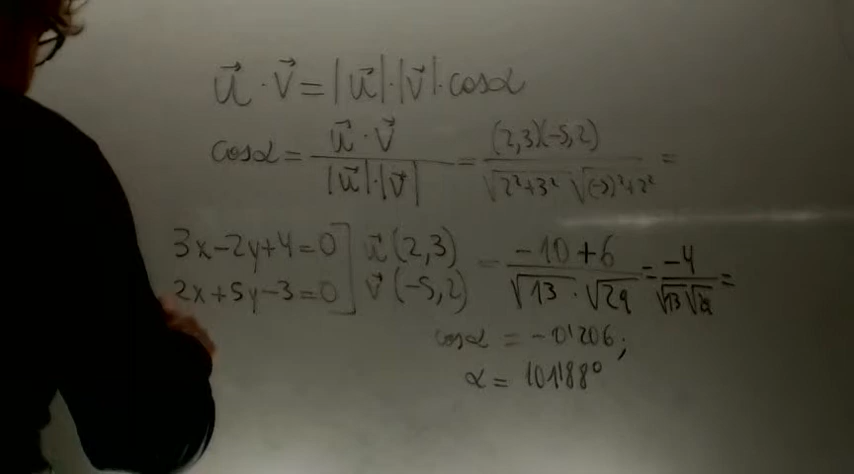 u⃗ · v⃗ = |u⃗| · |v⃗| · cosα
cosα = u⃗ · v⃗ / |u⃗| · |v⃗| = (2,3)(-5,2) / √2²+3² √(-5)²+2² =
3x-2y+4=0] u⃗(2,3)
2x+5y-3=0] v⃗(-5,2)
= -10+6 / √13 · √29 = -4 / √13 √29 =
cosα = -0'206;
α = 101'88°